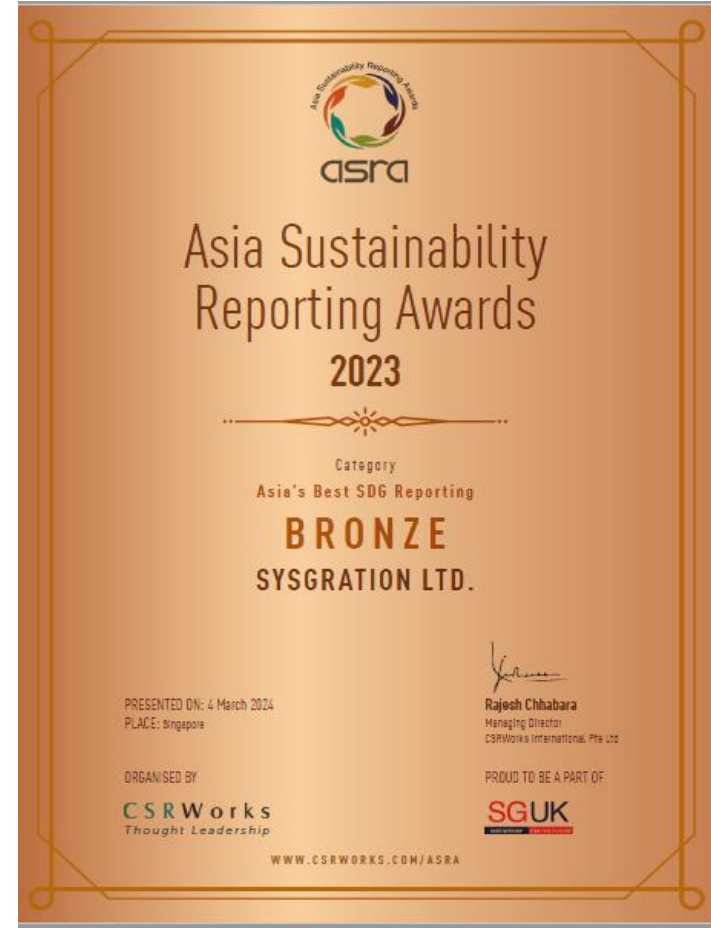 Asia Sustainability Reporting Awards
asra
Asia Sustainability
Reporting Awards
2023
Category
Asia's Best SDG Reporting
BRONZE
SYSGRATION LTD.
PRESENTED ON: 4 March 2024
PLACE: Singapore
Rajesh Chhabara
Managing Director
CSRWorks International Pte Ltd
ORGANISED BY
CSRWorks
Thought Leadership
PROUD TO BE A PART OF
SGUK
WWW.CSRWORKS.COM/ASRA